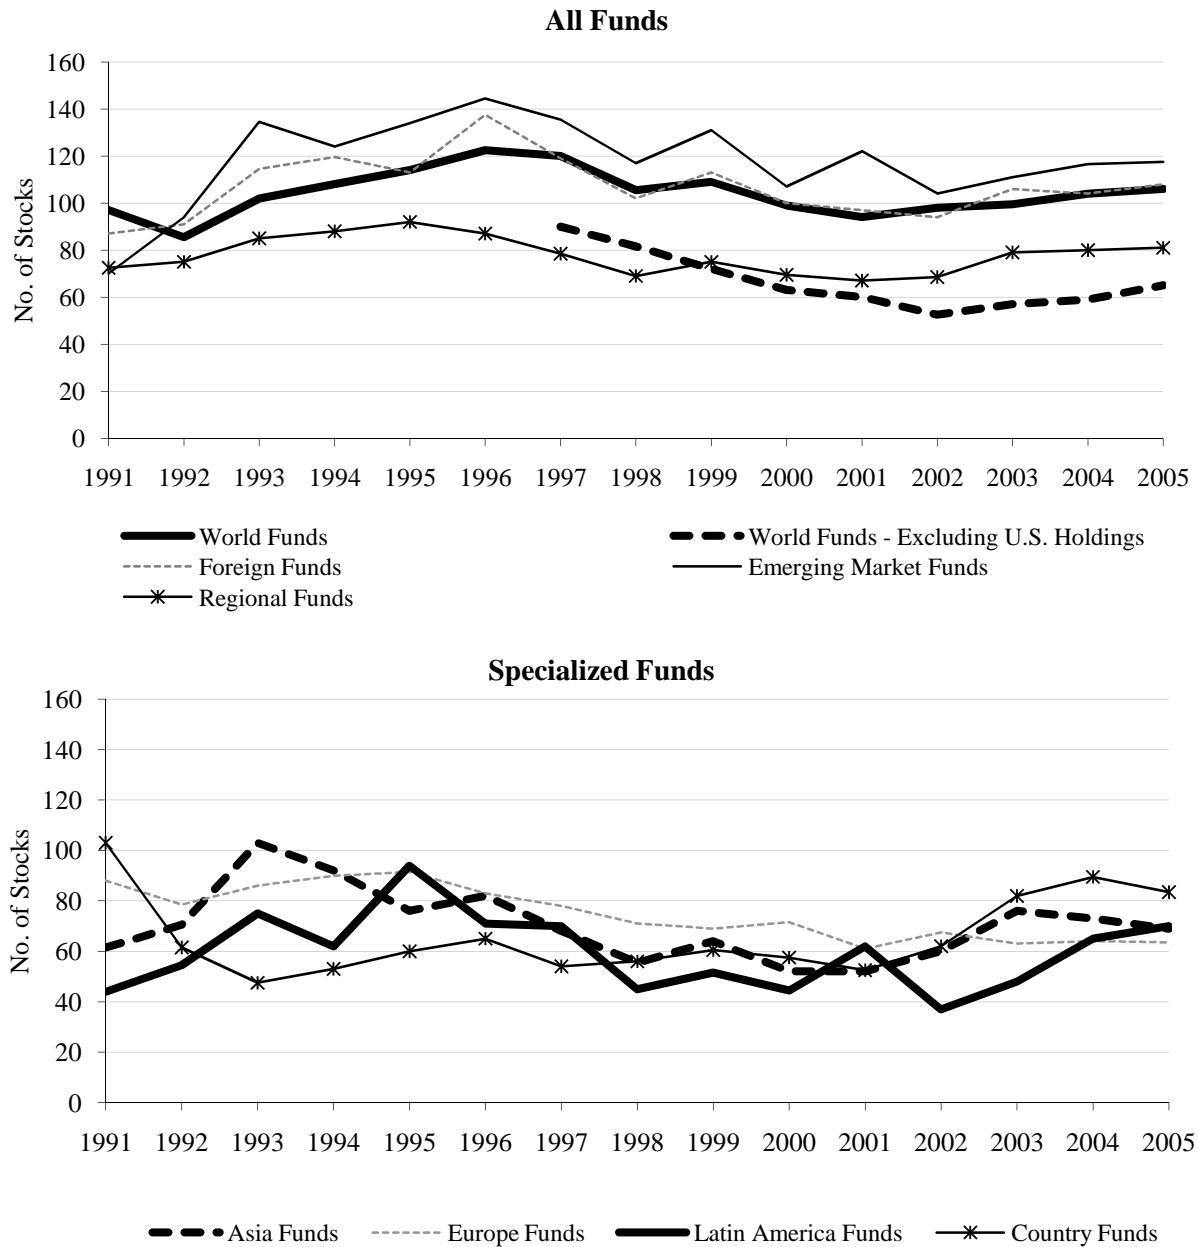 All Funds
160
140
120
100
80
60
40
20
0
No. of Stocks
1991 1992 1993 1994 1995 1996 1997 1998 1999 2000 2001 2002 2003 2004 2005
World Funds World Funds - Excluding U.S. Holdings
Foreign Funds Emerging Market Funds
Regional Funds
Specialized Funds
160
140
120
100
80
60
40
20
0
No. of Stocks
1991 1992 1993 1994 1995 1996 1997 1998 1999 2000 2001 2002 2003 2004 2005
Asia Funds Europe Funds Latin America Funds Country Funds